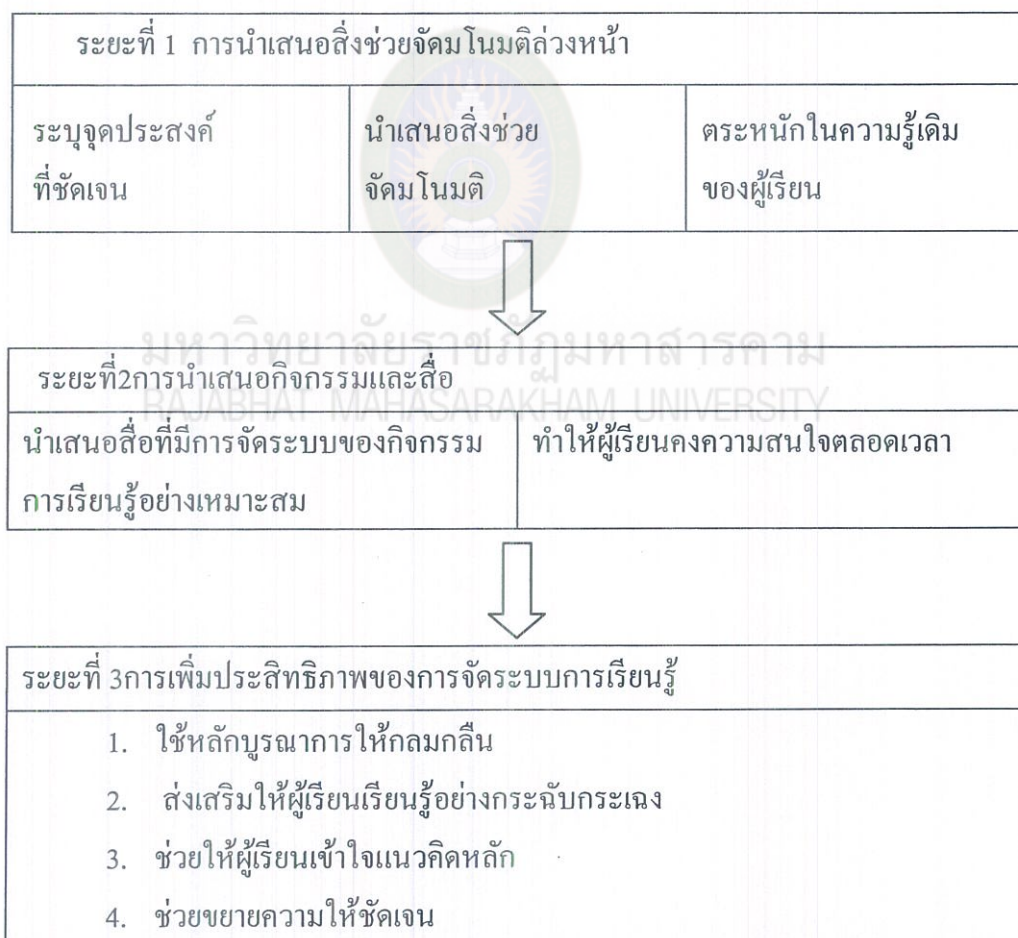 ระยะที่ 1 การนำเสนอสิ่งช่วยจัดมโนมติล่วงหน้า
ระบุจุดประสงค์
ที่ชัดเจน
นำเสนอสิ่งช่วย
จัดมโนมติ
ตระหนักในความรู้เดิม
ของผู้เรียน
มหาวิทยาลัยราชภัฏมหาสารคาม
RAJABHAT MAHASARAKHAM UNIVERSITY
ระยะที่2การนำเสนอกิจกรรมและสื่อ
นำเสนอสื่อที่มีการจัดระบบของกิจกรรม
การเรียนรู้อย่างเหมาะสม
ทำให้ผู้เรียนคงความสนใจตลอดเวลา
ระยะที่ 3การเพิ่มประสิทธิภาพของการจัดระบบการเรียนรู้
1. ใช้หลักบูรณาการให้กลมกลืน
2. ส่งเสริมให้ผู้เรียนเรียนรู้อย่างกระฉับกระเฉง
3. ช่วยให้ผู้เรียนเข้าใจแนวคิดหลัก
4. ช่วยขยายความให้ชัดเจน